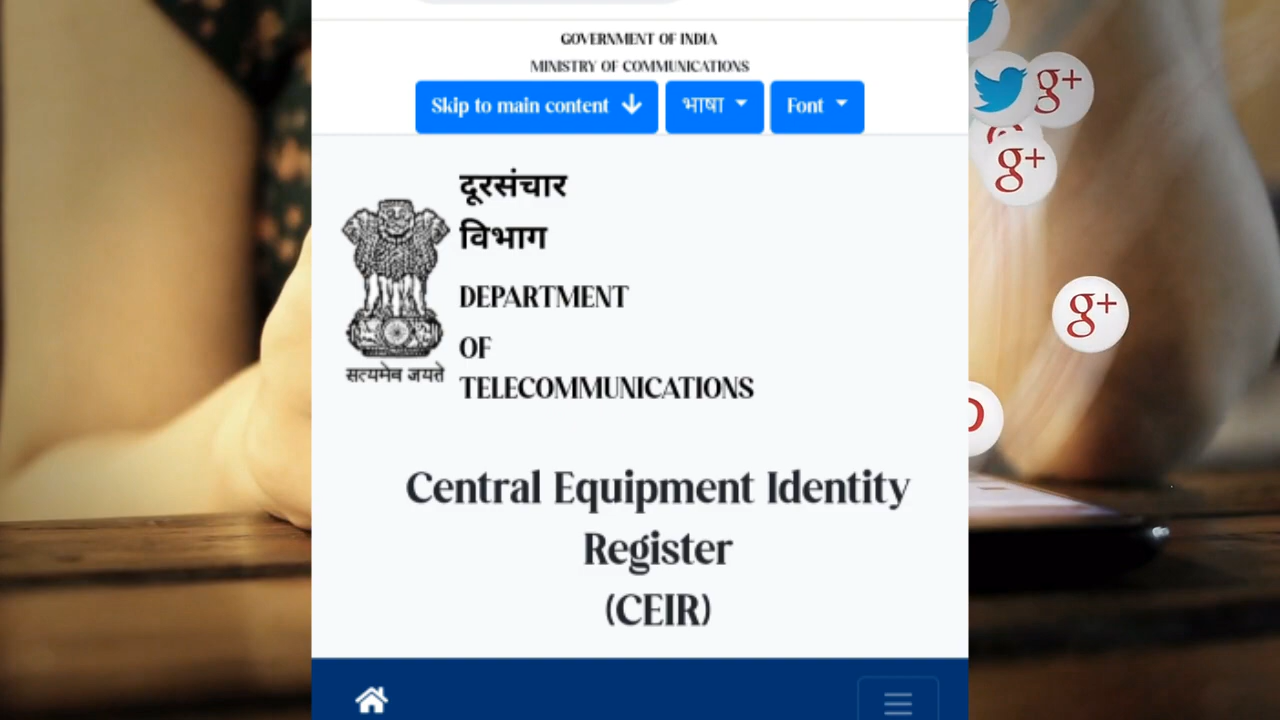 GOVERNMENT OF INDIA
MINISTRY OF COMMUNICATIONS
Skip to main content
भाषा
Font
दूरसंचार
विभाग
DEPARTMENT
OF
TELECOMMUNICATIONS
सत्यमेव जयते
Central Equipment Identity
Register
(CEIR)
g+
g+
g+